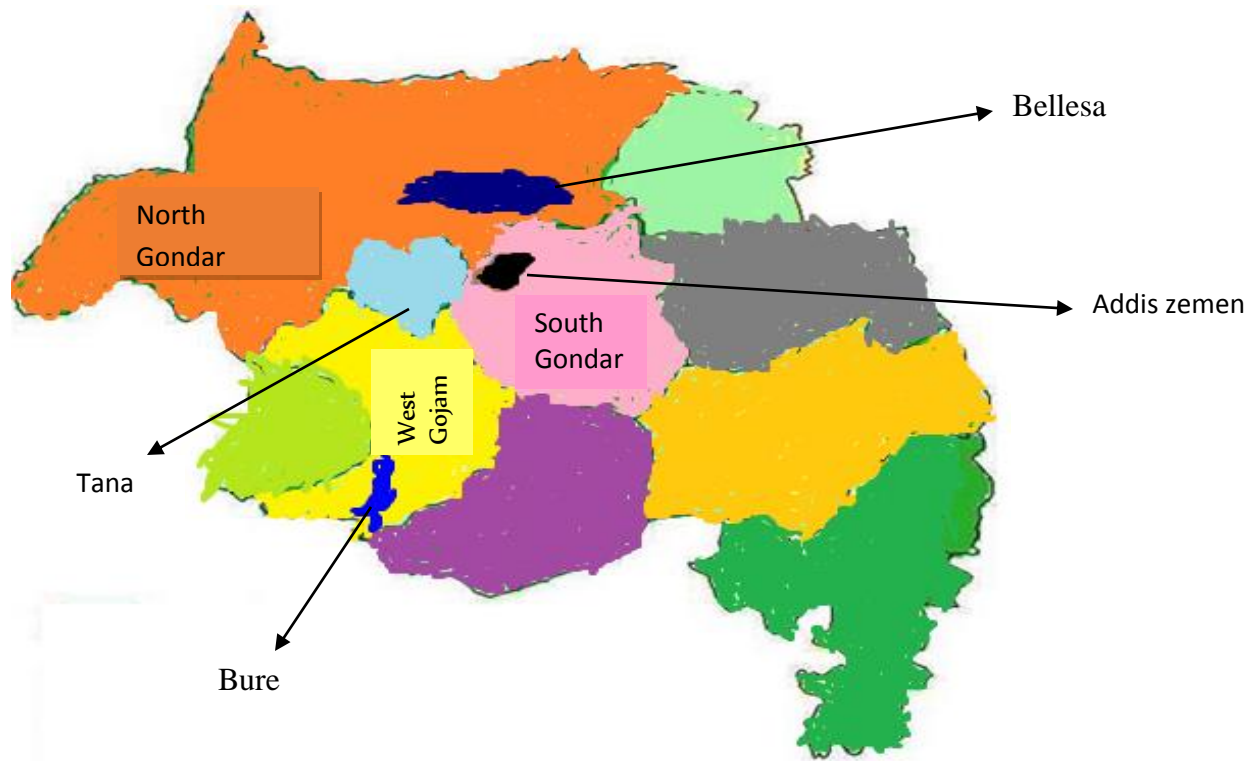 Bellesa
North
Gondar
Addis zemen
South
Gondar
West
Gojam
Tana
Bure